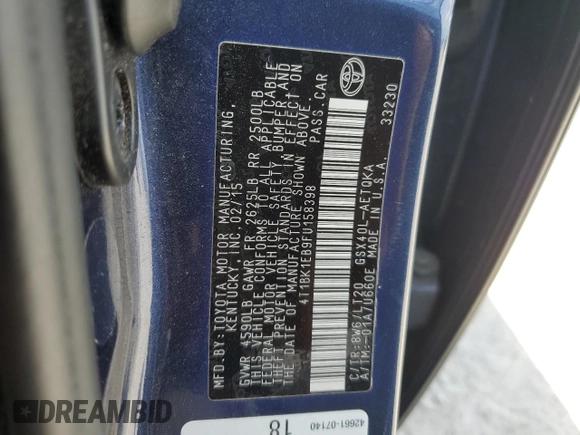 MFD.BY:TOYOTA MOTOR MANUFACTURING,
KENTUCKY, INC. 02/15
GVWR 4590LB GAWR FR 2625LB RR 2500LB
THIS VEHICLE CONFORMS TO ALL APPLICABLE
FEDERAL MOTOR VEHICLE SAFETY, BUMPER,AND
THEFT PREVENTION STANDARDS IN EFFECT ON
THE DATE OF MANUFACTURE SHOWN ABOVE.
4T1BK1EB9FU158398 PASS.CAR
C/TR:8W6/LT20 GSX40L-AETQKA
A/TM:-01A/U660E MADE IN U.S.A. 33230
42661-07140
18
DREAMBID